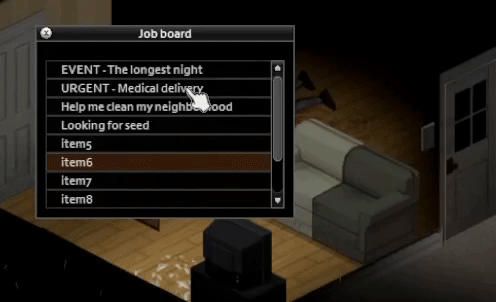 Job board
EVENT - The longest night
URGENT - Medical delivery
Help me clean my neighborhood
Looking for seed
item5
item6
item7
item8